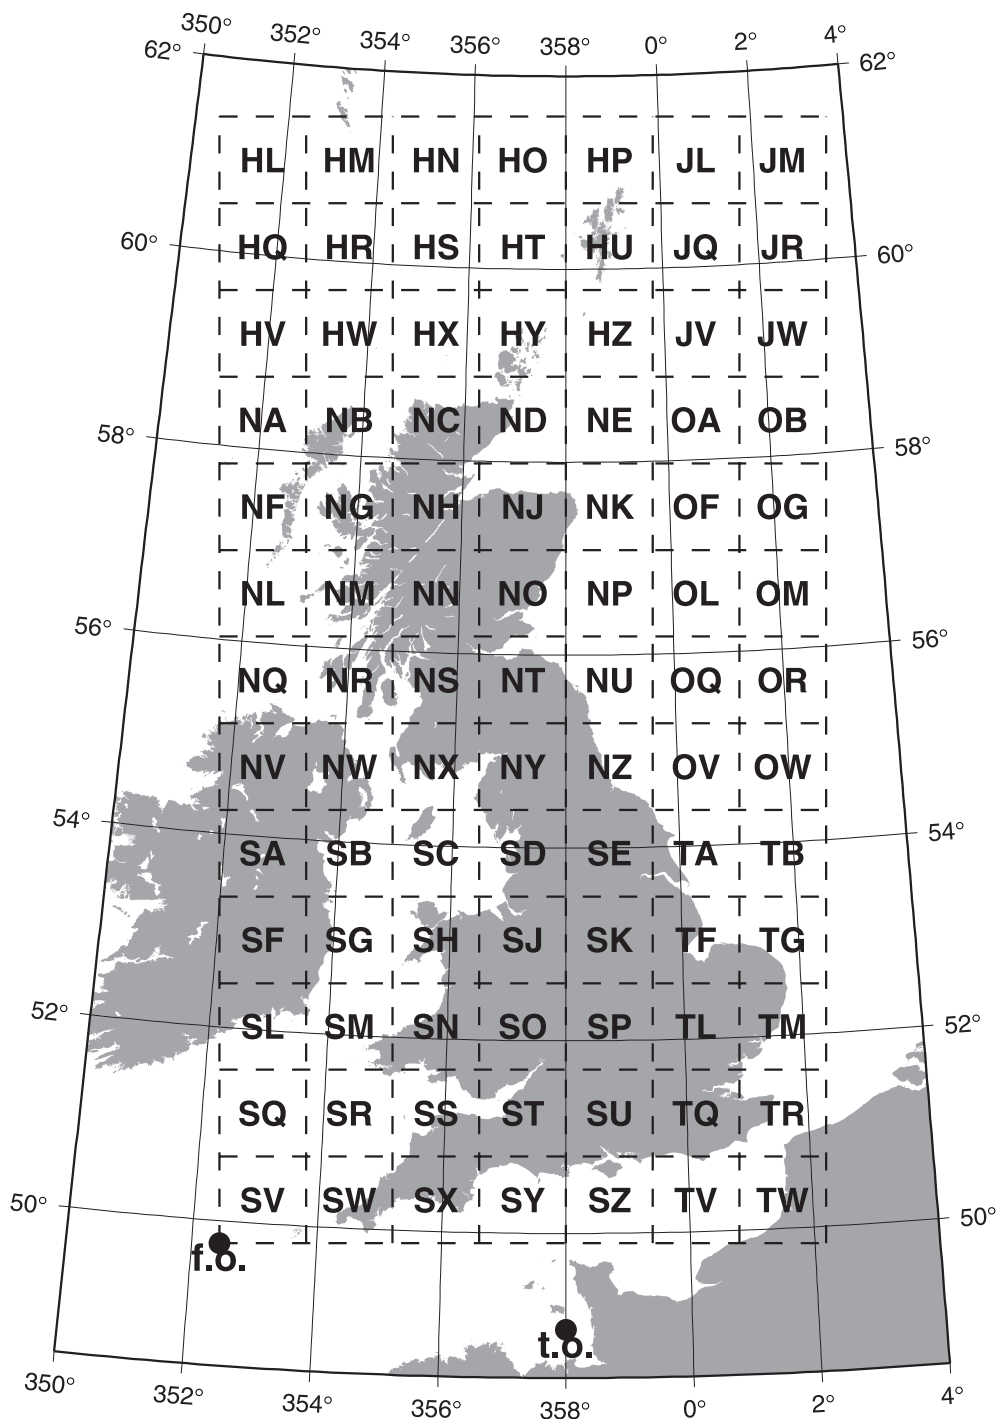 350° 352° 354° 356° 358° 0° 2° 4°
62° 62°
HL HM HN HO HP JL JM
60° HQ HR HS HT HU JQ JR 60°
HV HW HX HY HZ JV JW
58° NA NB NC ND NE OA OB 58°
NF NG NH NJ NK OF OG
NL NM NN NO NP OL OM
56° 56°
NQ NR NS NT NU OQ OR
NV NW NX NY NZ OV OW
54° 54°
SA SB SC SD SE TA TB
SF SG SH SJ SK TF TG
52° SL SM SN SO SP TL TM 52°
SQ SR SS ST SU TQ TR
50° SV SW SX SY SZ TV TW 50°
f.o.
t.o.
350° 352° 354° 356° 358° 0° 2° 4°